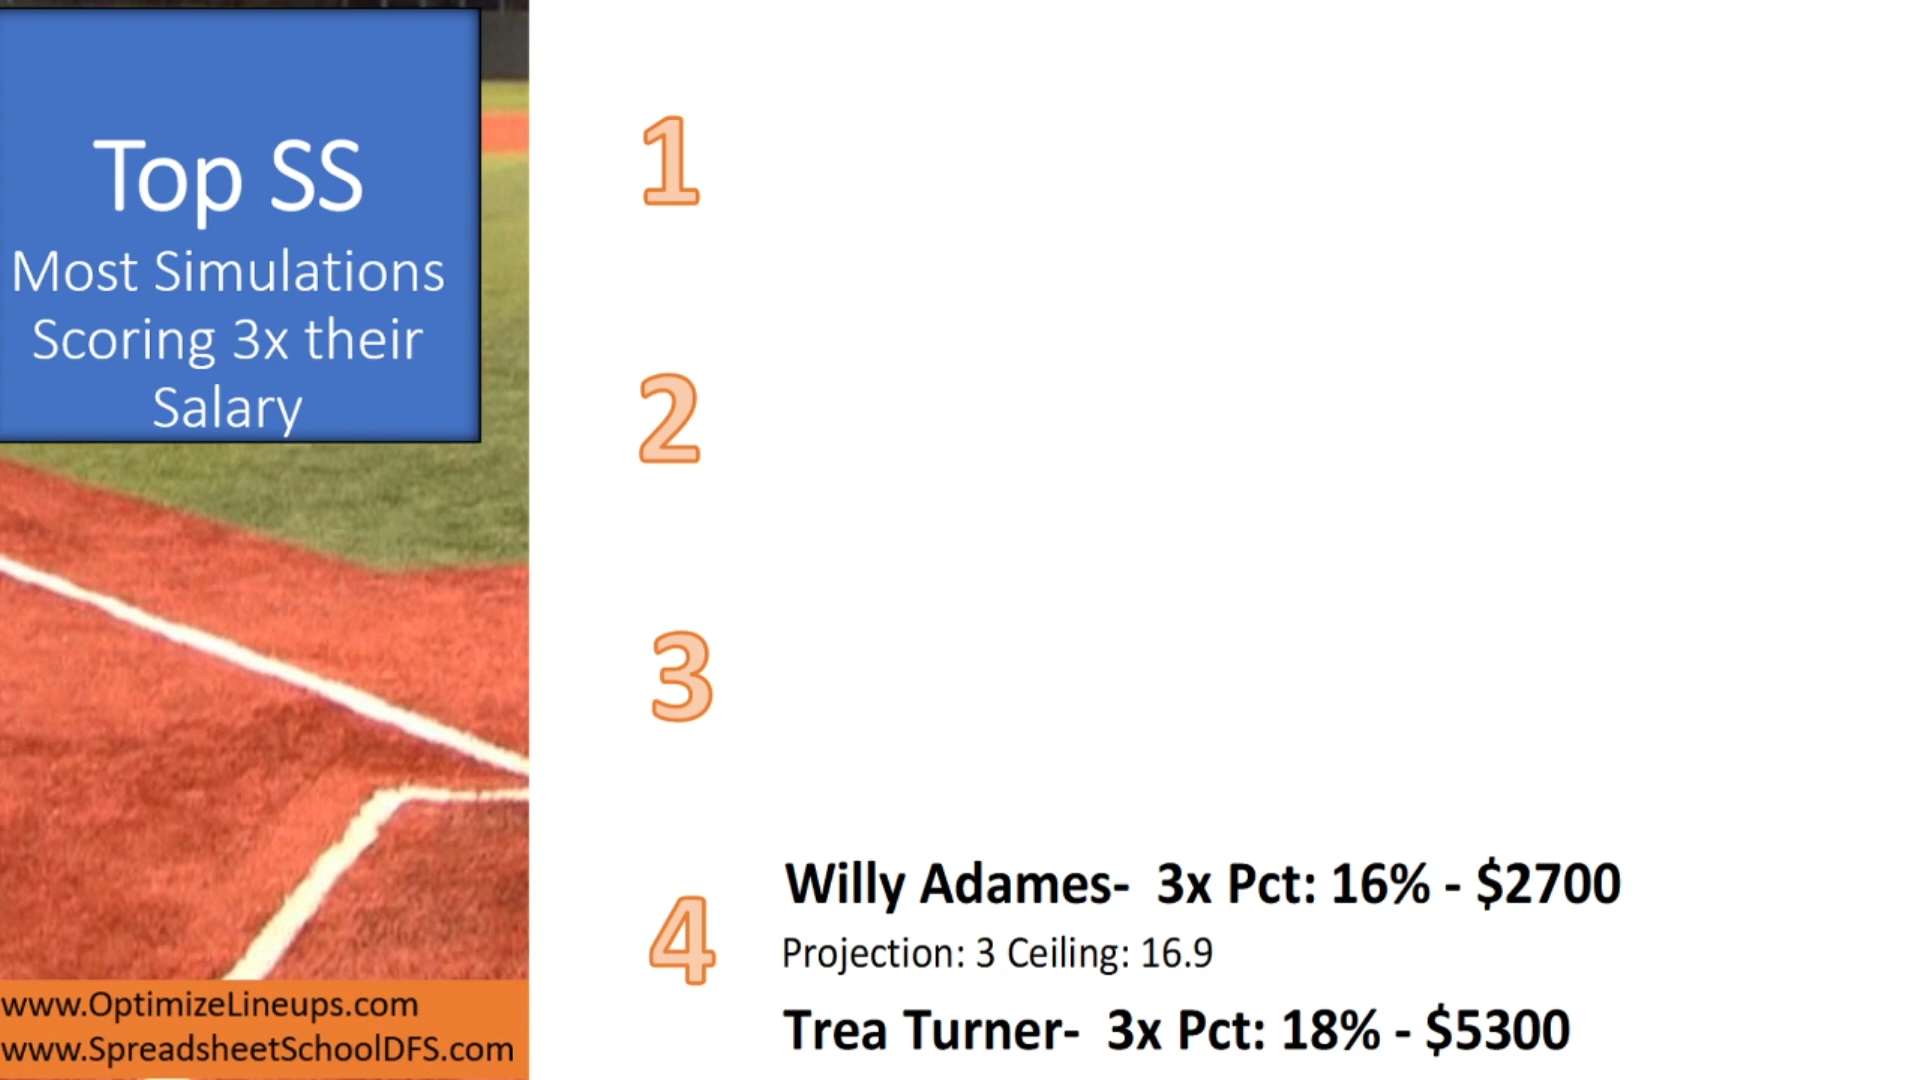 Top SS
Most Simulations
Scoring 3x their
Salary
www.OptimizeLineups.com
www.SpreadsheetSchoolDFS.com
1
2
3
4
Willy Adames-  3x Pct: 16% - $2700
Projection: 3 Ceiling: 16.9
Trea Turner-  3x Pct: 18% - $5300